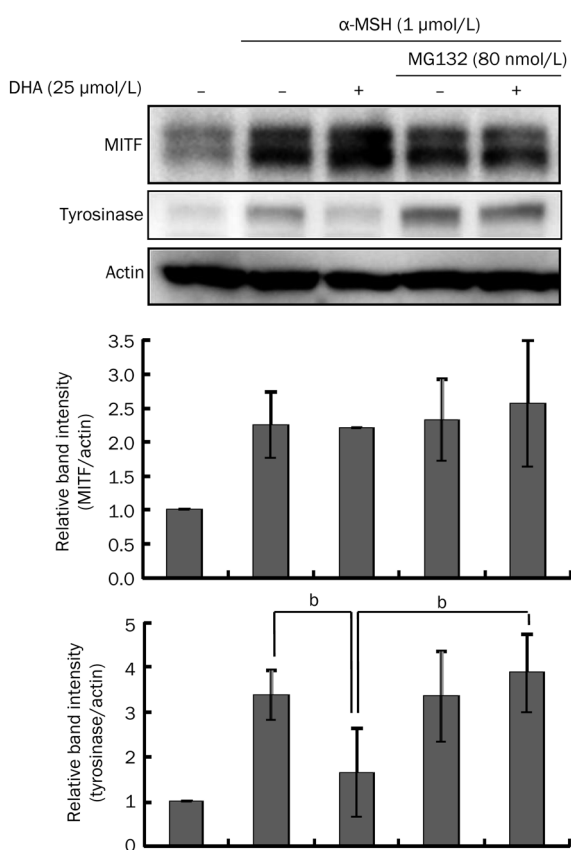 α-MSH (1 µmol/L)
MG132 (80 nmol/L)
DHA (25 µmol/L) – – + – +
MITF
Tyrosinase
Actin
3.5
3.0
2.5
2.0
1.5
1.0
0.5
0.0
Relative band intensity
(MITF/actin)
b b
5
4
3
2
1
0
Relative band intensity
(tyrosinase/actin)